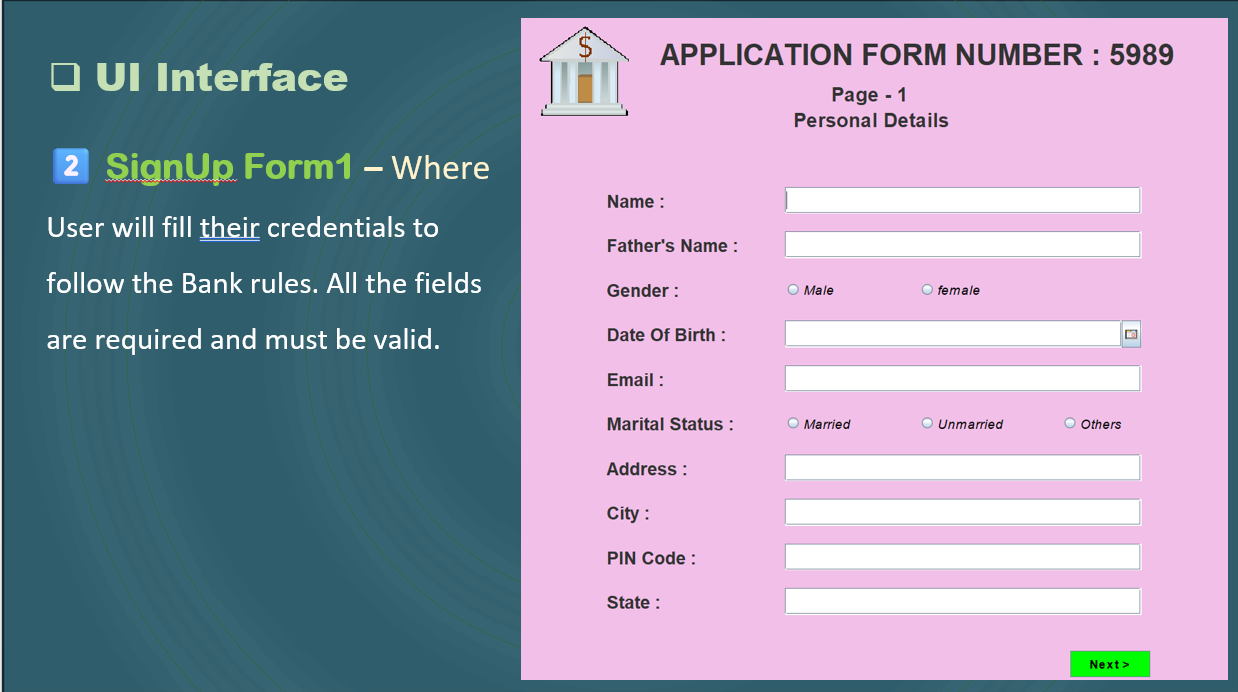 UI Interface
2 SignUp Form1 – Where
User will fill their credentials to
follow the Bank rules. All the fields
are required and must be valid.
$
APPLICATION FORM NUMBER : 5989
Page - 1
Personal Details
Name :
Father's Name :
Gender : Male female
Date Of Birth :
Email :
Marital Status : Married Unmarried Others
Address :
City :
PIN Code :
State :
Next >